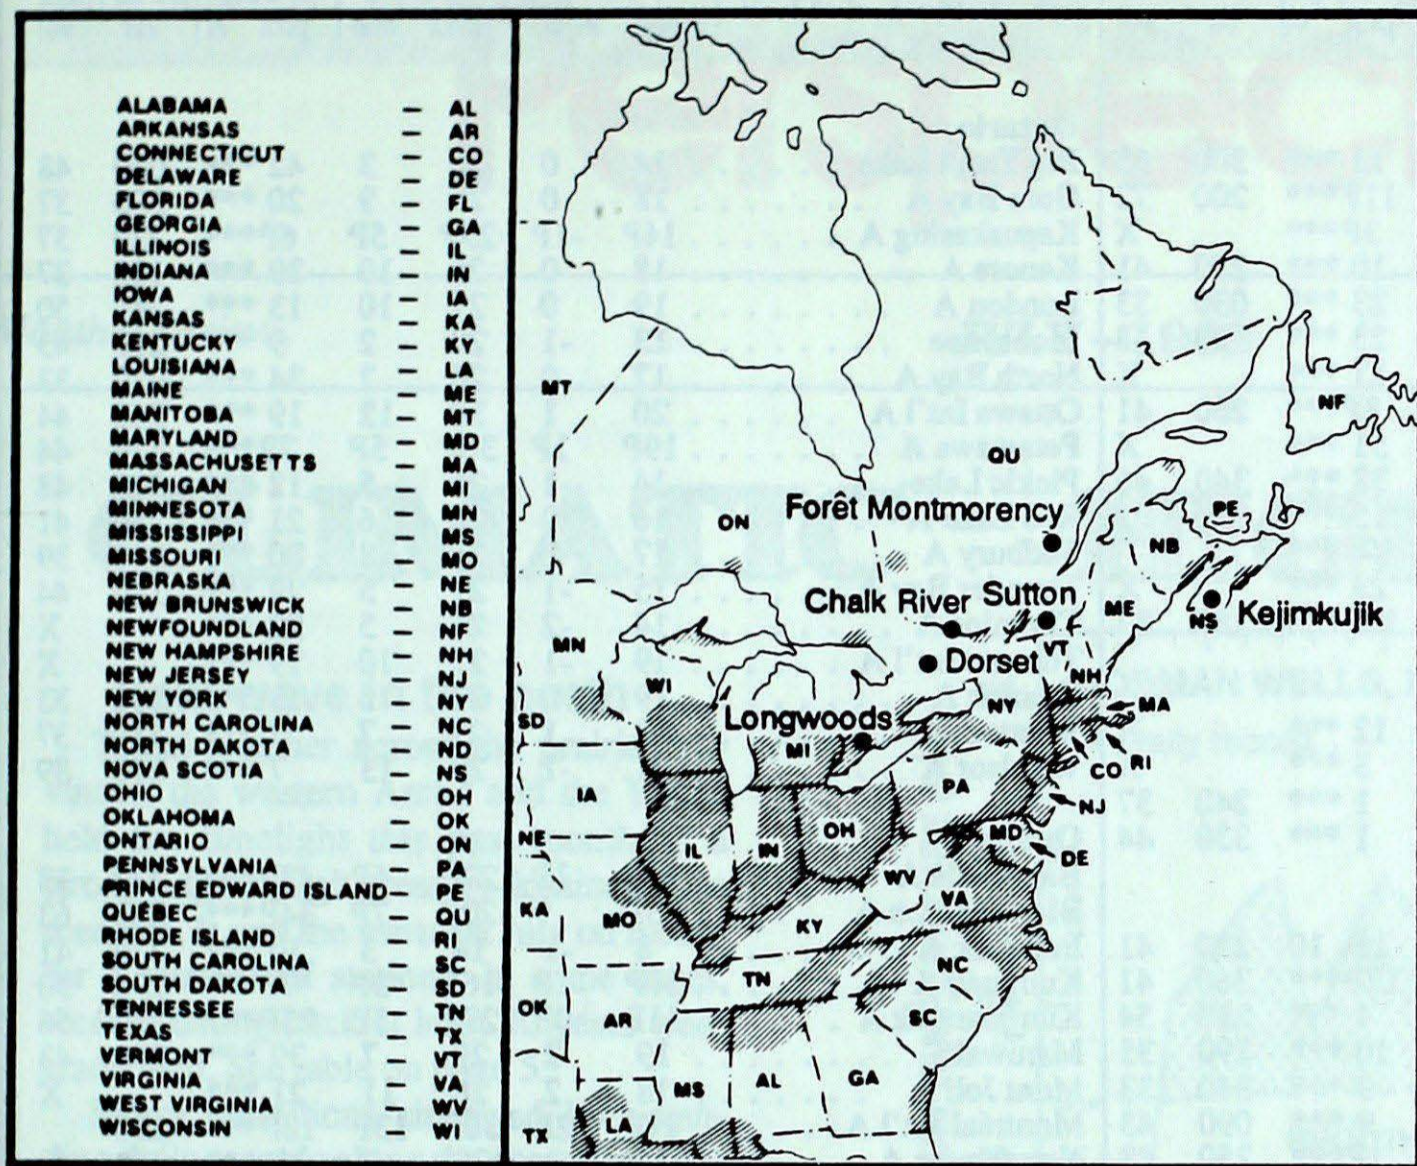 ALABAMA – AL
ARKANSAS – AR
CONNECTICUT – CO
DELAWARE – DE
FLORIDA – FL
GEORGIA – GA
ILLINOIS – IL
INDIANA – IN
IOWA – IA
KANSAS – KA
KENTUCKY – KY
LOUISIANA – LA
MAINE – ME
MANITOBA – MT
MARYLAND – MD
MASSACHUSETTS – MA
MICHIGAN – MI
MINNESOTA – MN
MISSISSIPPI – MS
MISSOURI – MO
NEBRASKA – NE
NEW BRUNSWICK – NB
NEWFOUNDLAND – NF
NEW HAMPSHIRE – NH
NEW JERSEY – NJ
NEW YORK – NY
NORTH CAROLINA – NC
NORTH DAKOTA – ND
NOVA SCOTIA – NS
OHIO – OH
OKLAHOMA – OK
ONTARIO – ON
PENNSYLVANIA – PA
PRINCE EDWARD ISLAND – PE
QUÉBEC – QU
RHODE ISLAND – RI
SOUTH CAROLINA – SC
SOUTH DAKOTA – SD
TENNESSEE – TN
TEXAS – TX
VERMONT – VT
VIRGINIA – VA
WEST VIRGINIA – WV
WISCONSIN – WI
MT
NF
QU
Forêt Montmorency
PE
ON
NB
Chalk River
Sutton
ME
NS
Kejimkujik
MN
VT
Dorset
WI
NH
NY
MA
SD
Longwoods
MI
CO
RI
IA
PA
NJ
NE
IL
IN
OH
MD
DE
WV
VA
KA
MO
KY
NC
TN
OK
AR
SC
MS
AL
GA
TX
LA